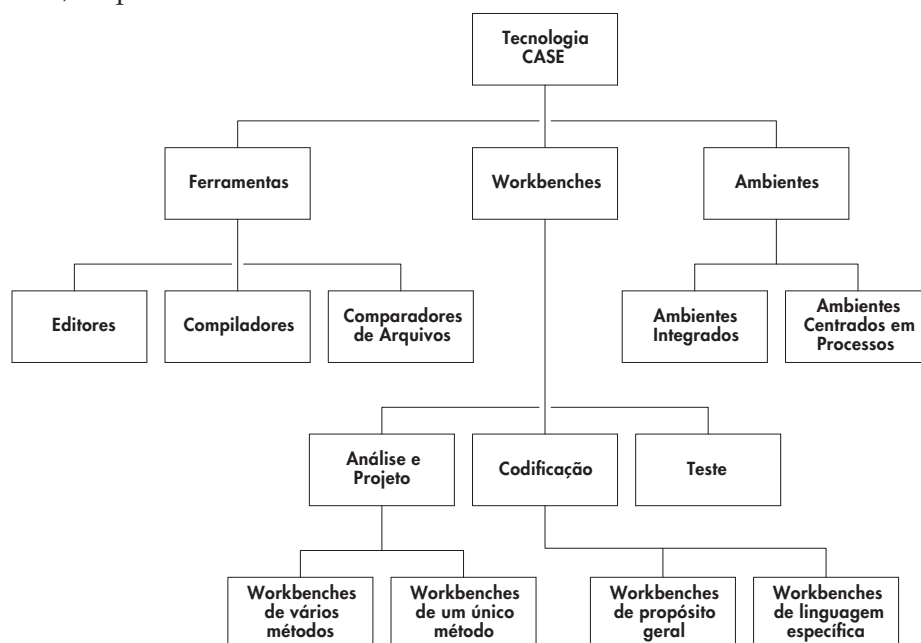 Tecnologia
CASE
Ferramentas
Workbenches
Ambientes
Editores
Compiladores
Comparadores
de Arquivos
Ambientes
Integrados
Ambientes
Centrados em
Processos
Análise e
Projeto
Codificação
Teste
Workbenches
de vários
métodos
Workbenches
de um único
método
Workbenches
de propósito
geral
Workbenches
de linguagem
específica